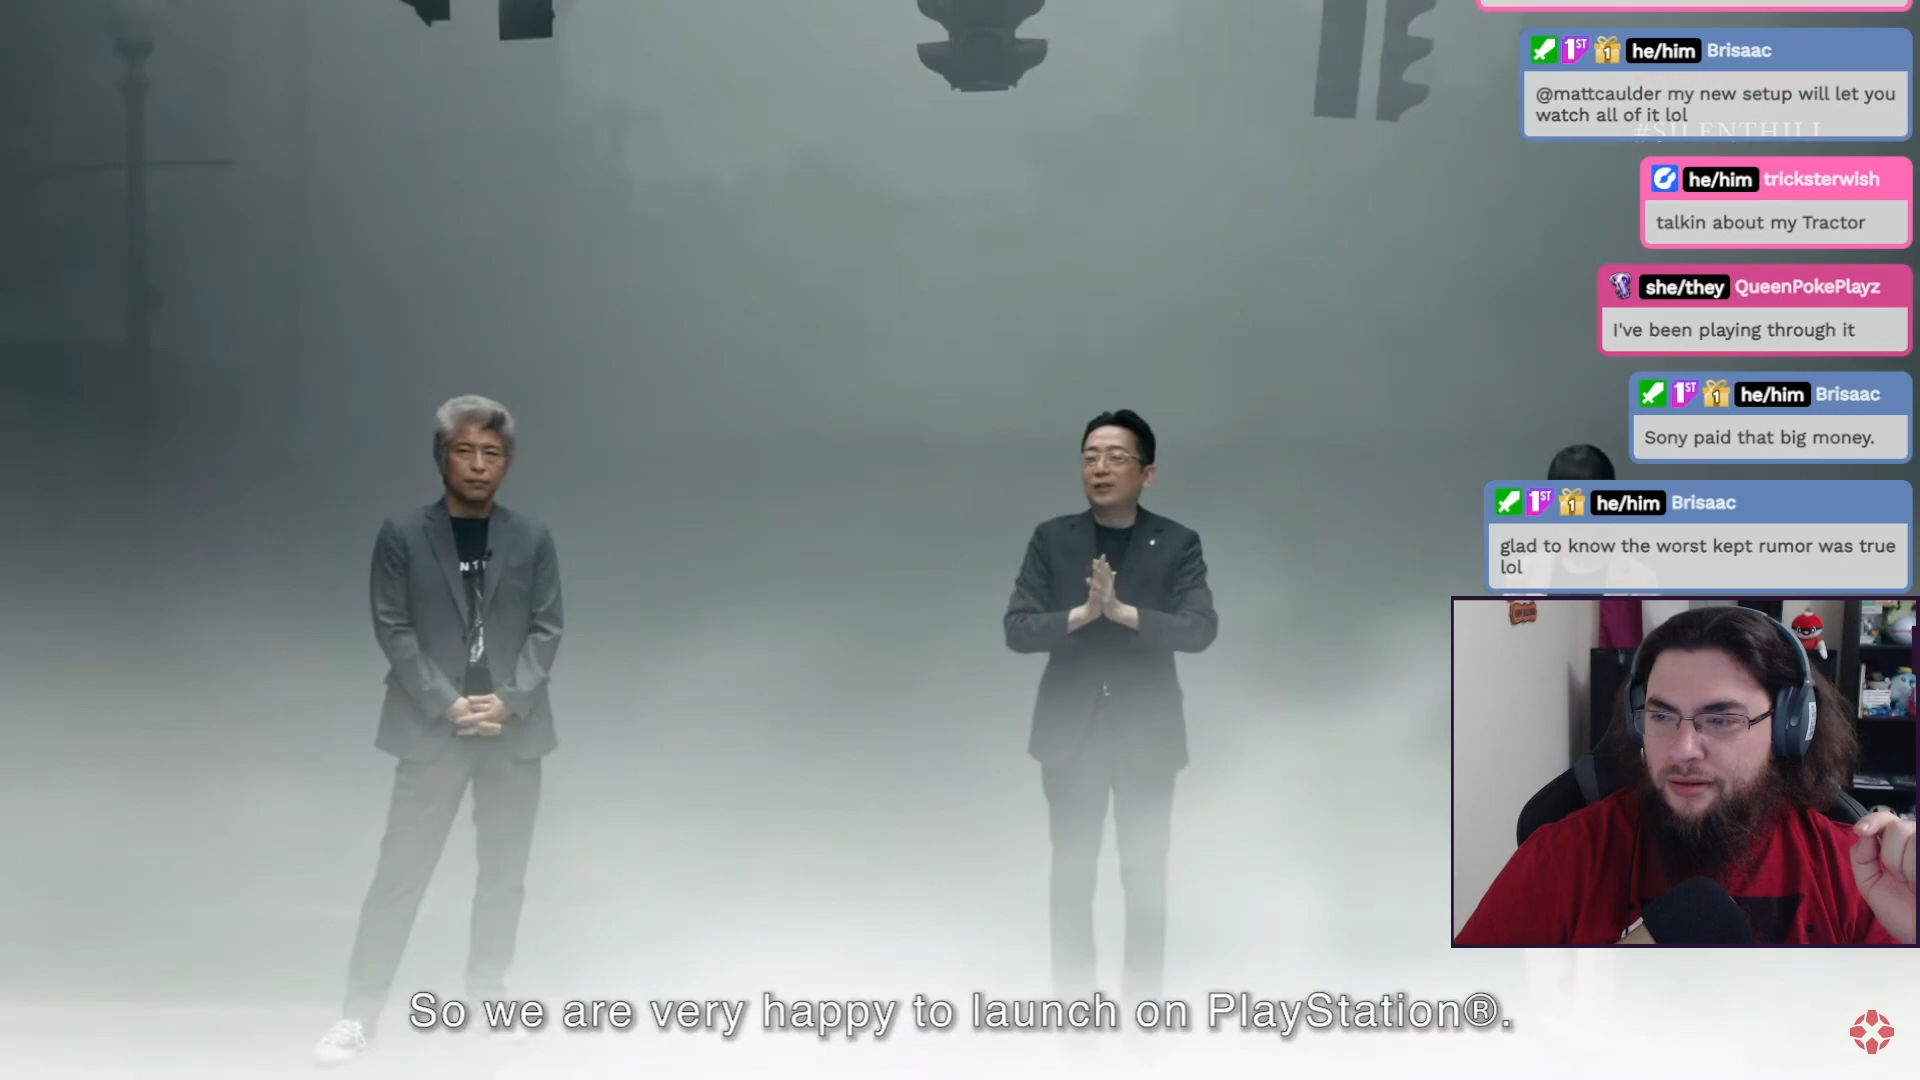 he/him Brisaac
@mattcaulder my new setup will let you
watch all of it lol
#SILENTHILL
he/him tricksterwish
talkin about my Tractor
she/they QueenPokePlayz
I've been playing through it
he/him Brisaac
Sony paid that big money.
he/him Brisaac
glad to know the worst kept rumor was true
lol
So we are very happy to launch on PlayStation®.